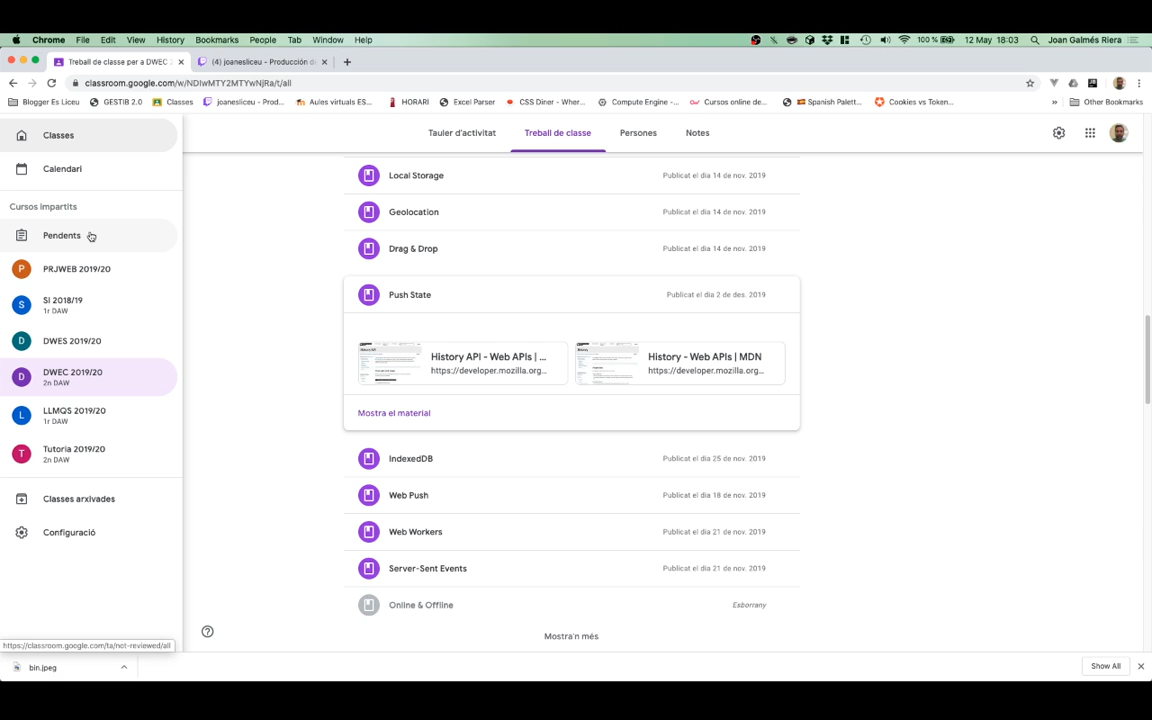 Chrome File Edit View History Bookmarks People Tab Window Help
100 % 12 May 18:03 Joan Galmés Riera
Treball de classe per a DWEC 2 (4) joanesliceu - Producción de
classroom.google.com/w/NDIwMTY2MTYwNjRa/t/all
Blogger Es Liceu GESTIB 2.0 Classes joanesliceu - Prod... Aules virtuals ES... HORARI Excel Parser CSS Diner - Wher... Compute Engine -... Cursos online de... Spanish Palett... Cookies vs Token... » Other Bookmarks
Classes
Calendari
Cursos impartits
Pendents
P PRJWEB 2019/20
S SI 2018/19
1r DAW
D DWES 2019/20
D DWEC 2019/20
2n DAW
L LLMQS 2019/20
1r DAW
T Tutoria 2019/20
2n DAW
Classes arxivades
Configuració
Tauler d'activitat Treball de classe Persones Notes
Local Storage Publicat el dia 14 de nov. 2019
Geolocation Publicat el dia 14 de nov. 2019
Drag & Drop Publicat el dia 14 de nov. 2019
Push State Publicat el dia 2 de des. 2019
History API - Web APIs | ... History - Web APIs | MDN
https://developer.mozilla.org... https://developer.mozilla.org...
Mostra el material
IndexedDB Publicat el dia 25 de nov. 2019
Web Push Publicat el dia 18 de nov. 2019
Web Workers Publicat el dia 21 de nov. 2019
Server-Sent Events Publicat el dia 21 de nov. 2019
Online & Offline Esborrany
Mostra'n més
https://classroom.google.com/ta/not-reviewed/all
bin.jpeg Show All